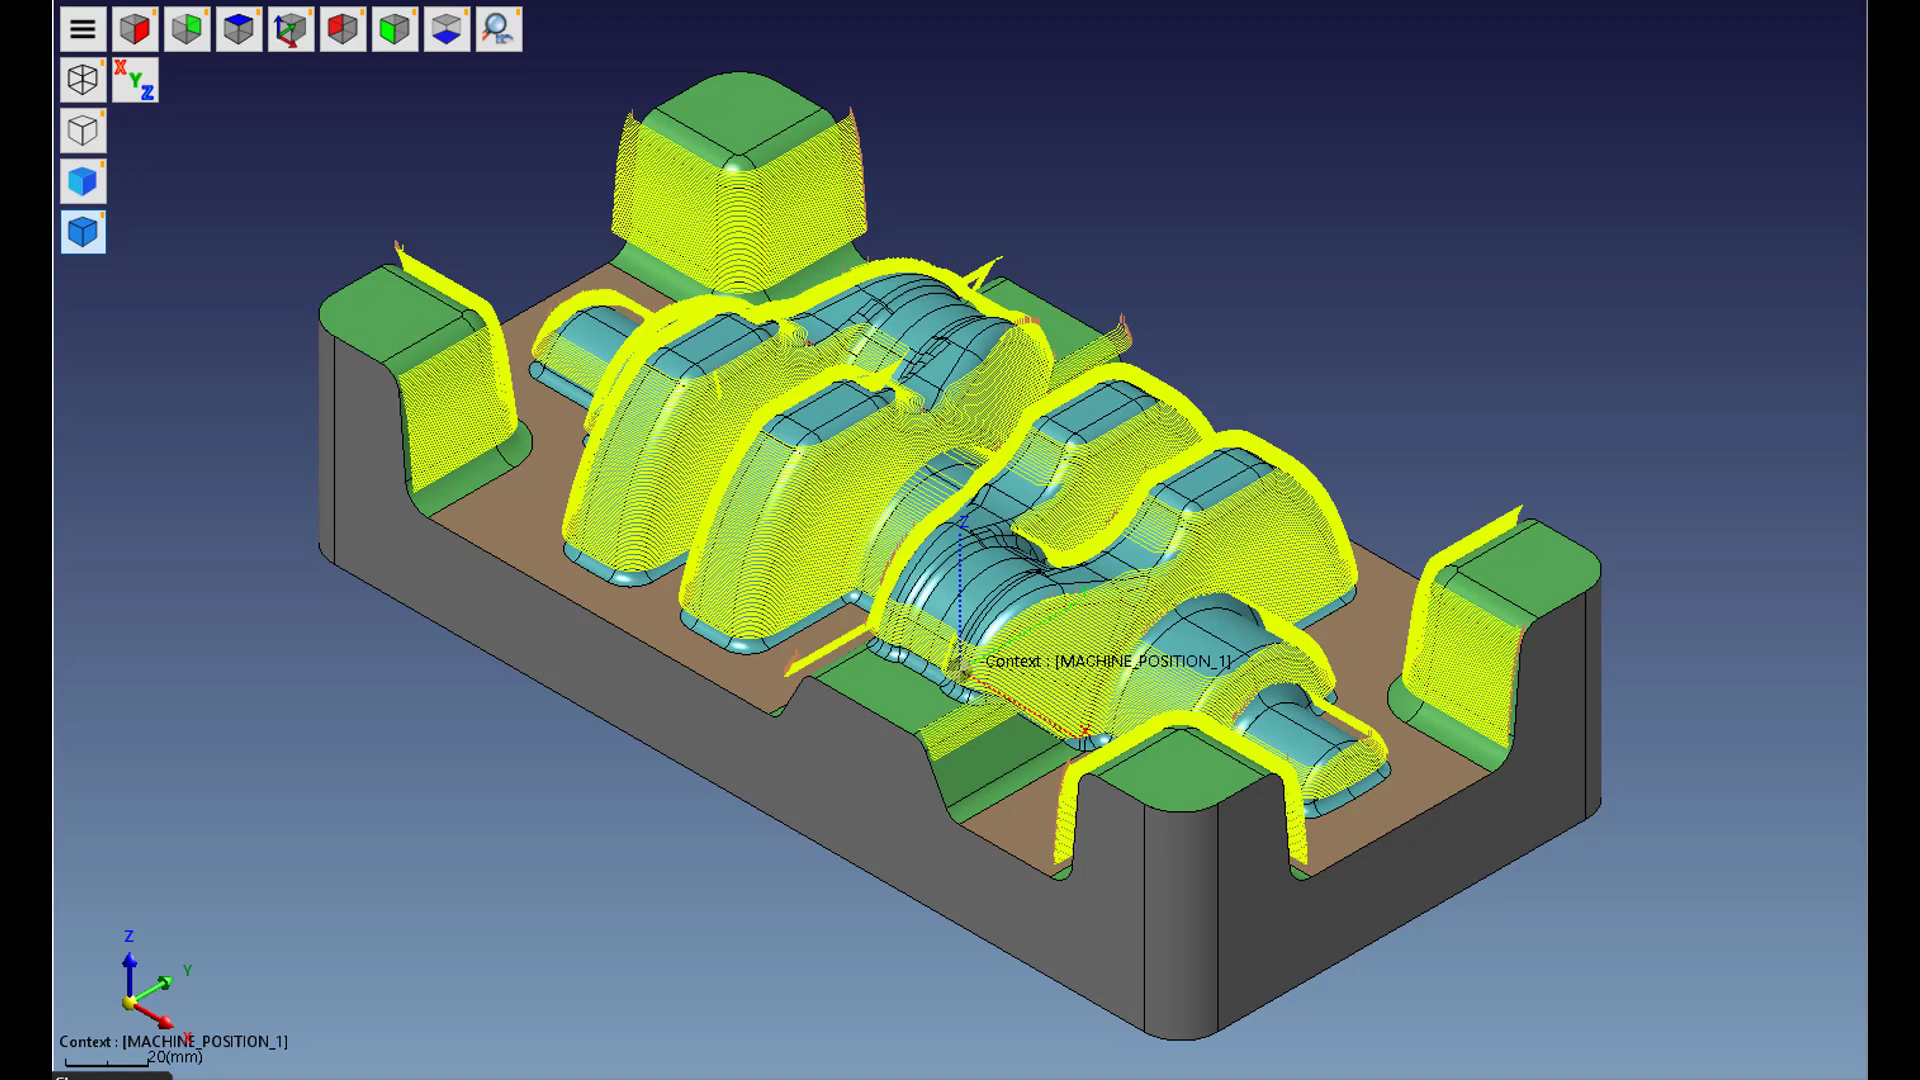 X
Y
Z
Z
Context : [MACHINE_POSITION_1]
X
Z
Y
X
Context : [MACHINE_POSITION_1]
20(mm)